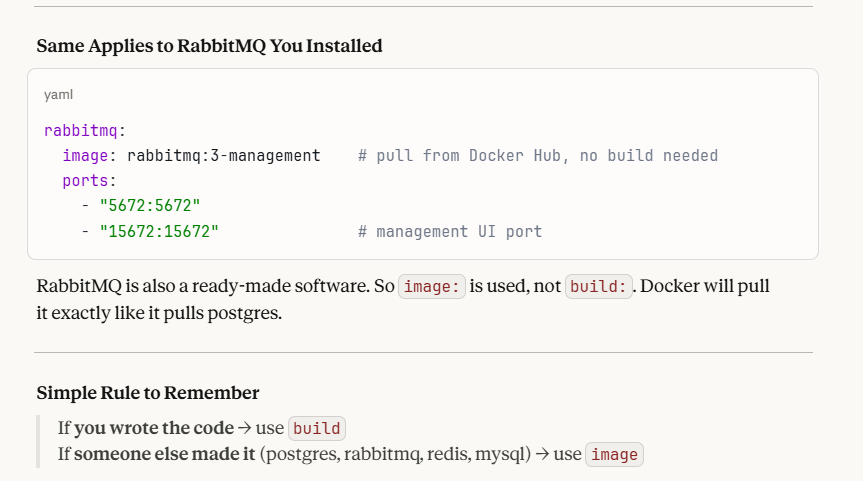 Same Applies to RabbitMQ You Installed
yaml
rabbitmq:
  image: rabbitmq:3-management    # pull from Docker Hub, no build needed
  ports:
    - "5672:5672"
    - "15672:15672"               # management UI port
RabbitMQ is also a ready-made software. So image: is used, not build:. Docker will pull
it exactly like it pulls postgres.
Simple Rule to Remember
If you wrote the code → use build
If someone else made it (postgres, rabbitmq, redis, mysql) → use image